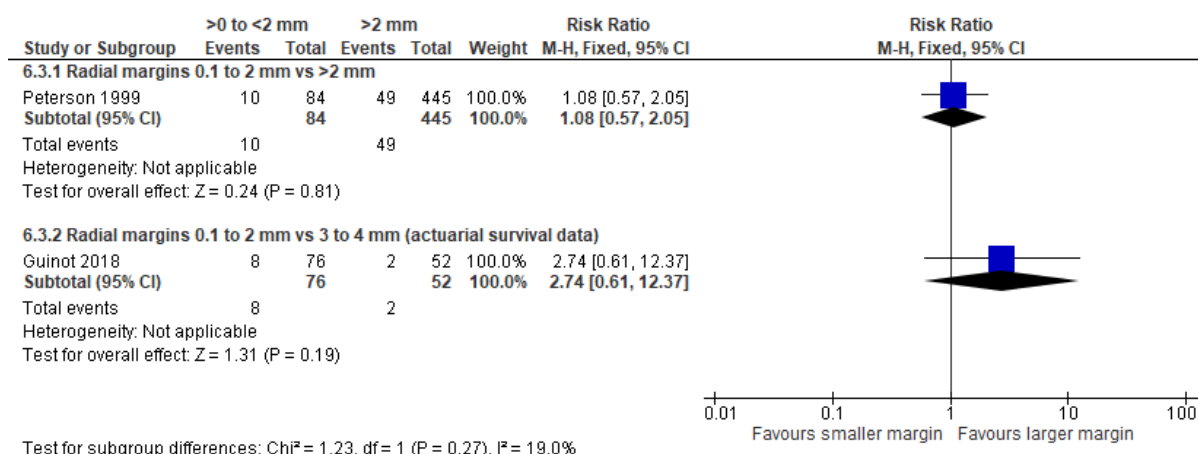 >0 to <2 mm >2 mm Risk Ratio Risk Ratio
Study or Subgroup Events Total Events Total Weight M-H, Fixed, 95% CI M-H, Fixed, 95% CI
6.3.1 Radial margins 0.1 to 2 mm vs >2 mm
Peterson 1999 10 84 49 445 100.0% 1.08 [0.57, 2.05]
Subtotal (95% CI) 84 445 100.0% 1.08 [0.57, 2.05]
Total events 10 49
Heterogeneity: Not applicable
Test for overall effect: Z = 0.24 (P = 0.81)
6.3.2 Radial margins 0.1 to 2 mm vs 3 to 4 mm (actuarial survival data)
Guinot 2018 8 76 2 52 100.0% 2.74 [0.61, 12.37]
Subtotal (95% CI) 76 52 100.0% 2.74 [0.61, 12.37]
Total events 8 2
Heterogeneity: Not applicable
Test for overall effect: Z = 1.31 (P = 0.19)
0.01 0.1 1 10 100
Favours smaller margin Favours larger margin
Test for subgroup differences: Chi² = 1.23, df = 1 (P = 0.27), I² = 19.0%